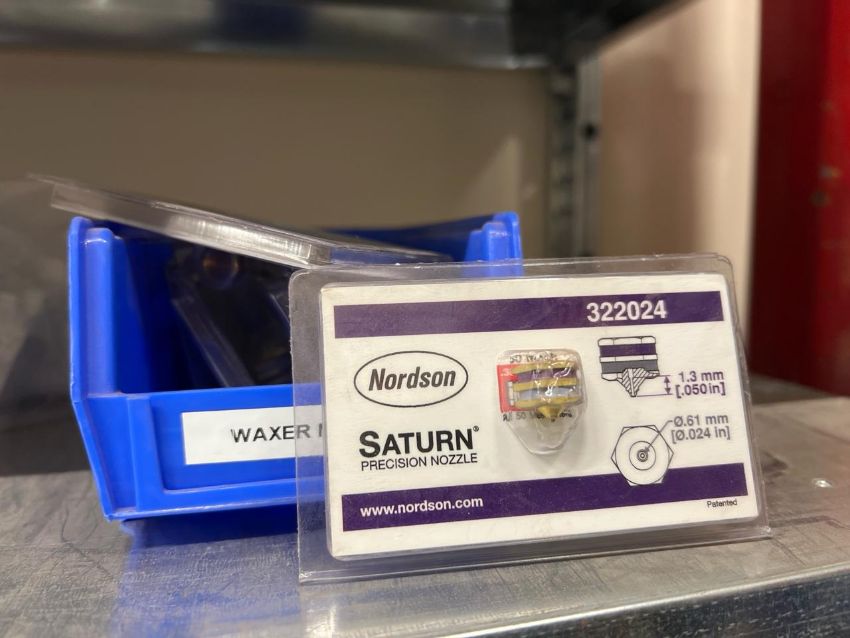 322024
Nordson
1.3 mm
[.050 in]
Ø.61 mm
[Ø.024 in]
SATURN®
PRECISION NOZZLE
www.nordson.com
Patented
WAXER